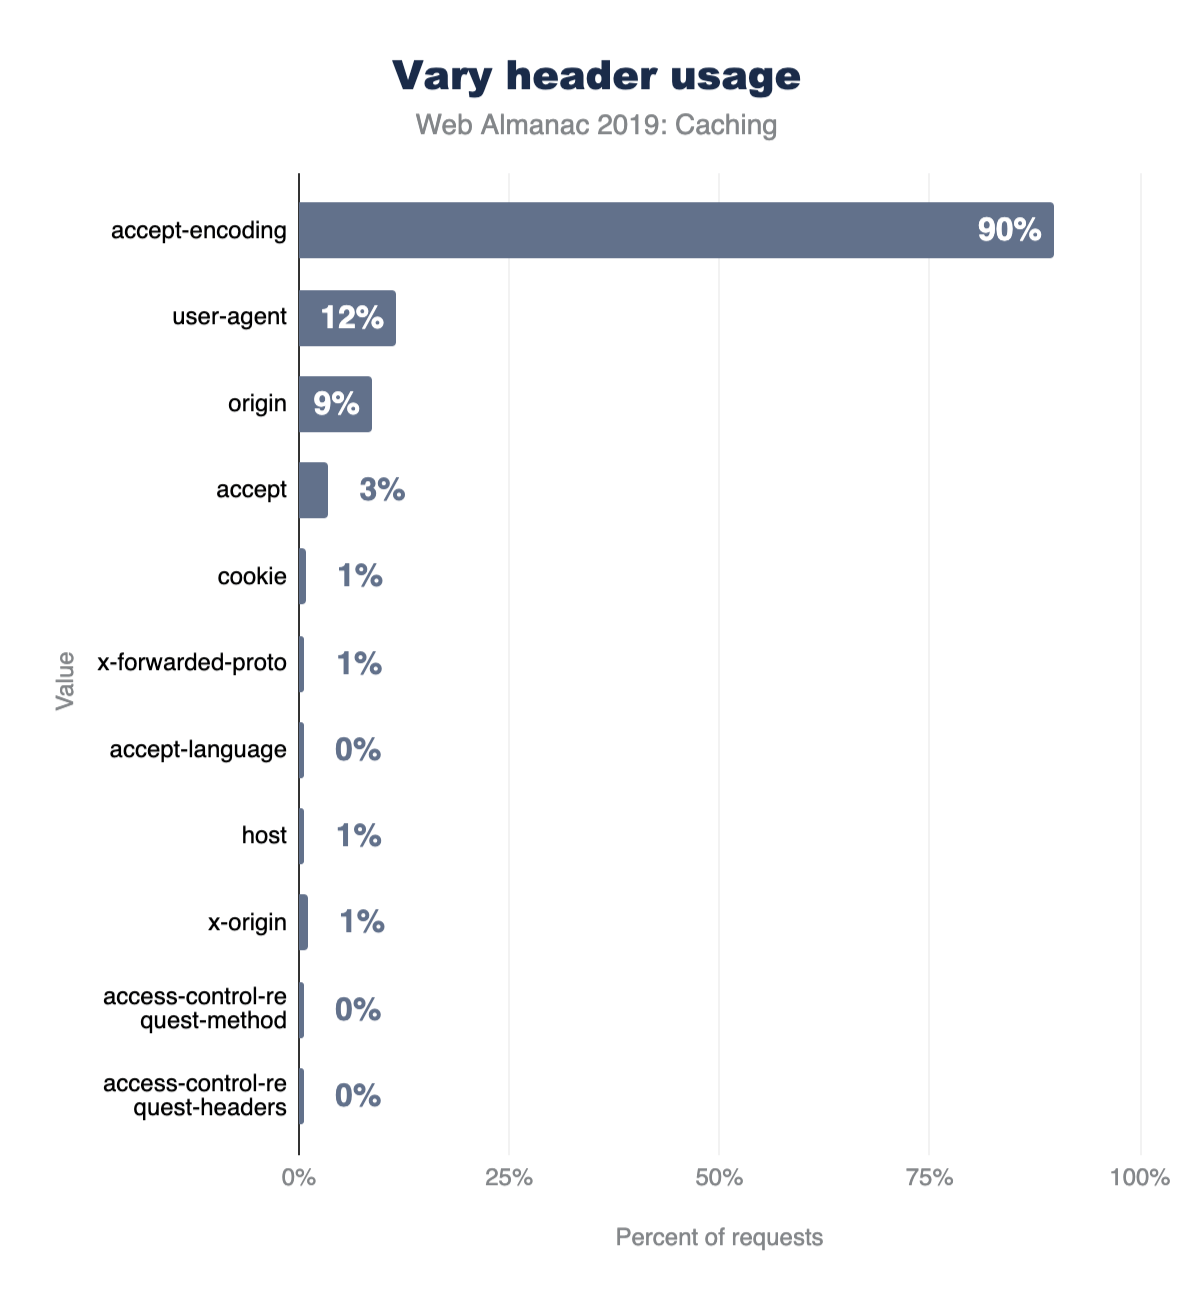 Vary header usage
Web Almanac 2019: Caching
Value
accept-encoding 90%
user-agent 12%
origin 9%
accept 3%
cookie 1%
x-forwarded-proto 1%
accept-language 0%
host 1%
x-origin 1%
access-control-re
quest-method 0%
access-control-re
quest-headers 0%
0% 25% 50% 75% 100%
Percent of requests